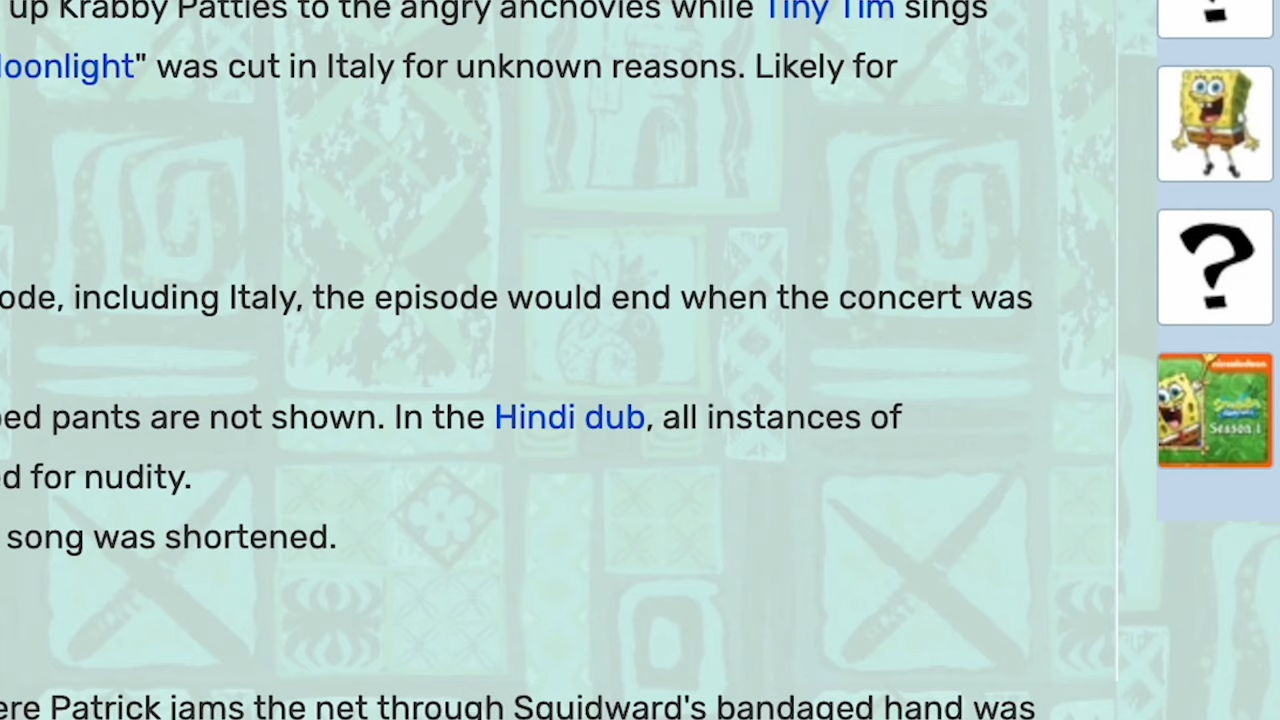 up Krabby Patties to the angry anchovies while Tiny Tim sings
oonlight" was cut in Italy for unknown reasons. Likely for
ode, including Italy, the episode would end when the concert was
ped pants are not shown. In the Hindi dub, all instances of
d for nudity.
song was shortened.
ere Patrick jams the net through Squidward's bandaged hand was
?
nickelodeon
Season 1